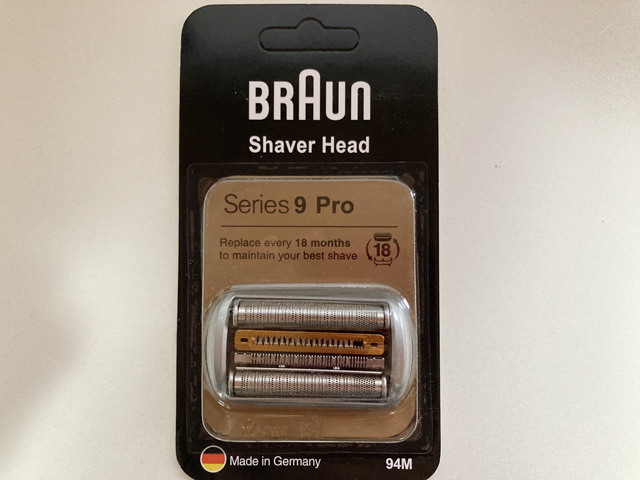 BRAUN
Shaver Head
Series 9 Pro
Replace every 18 months
to maintain your best shave
18
Made in Germany
94M